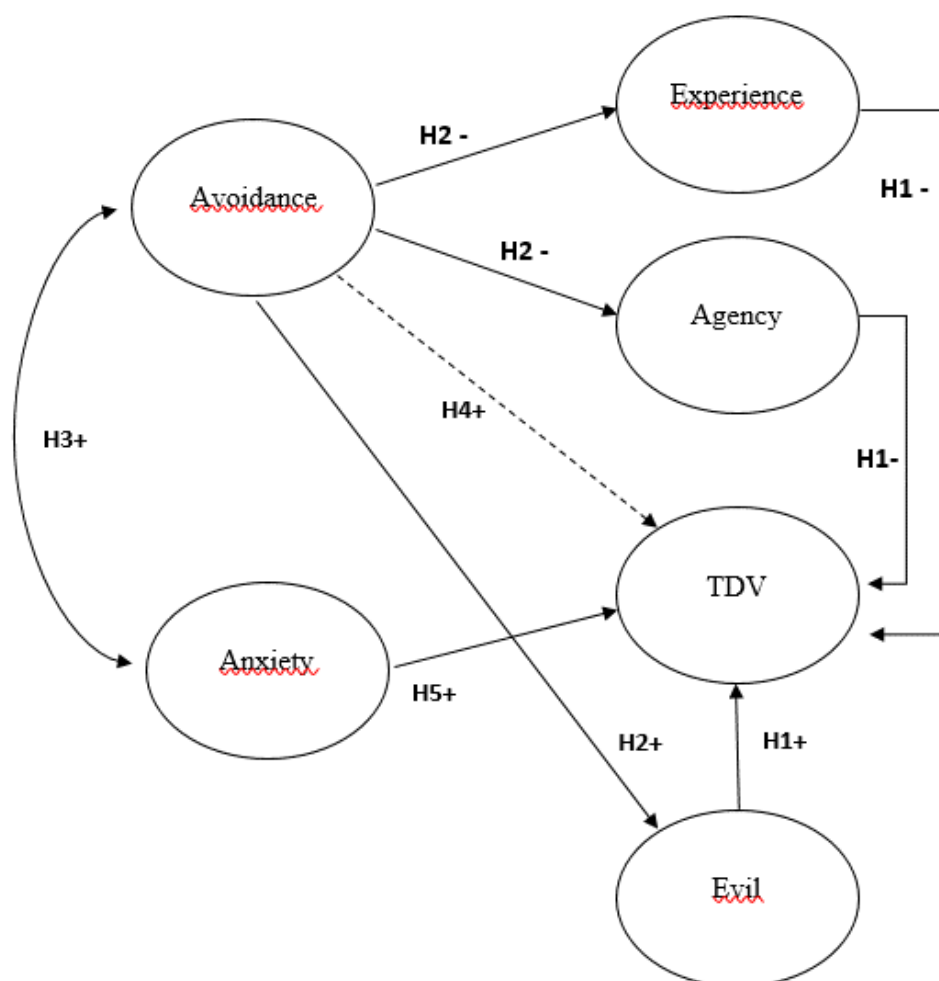 Experience
H2 -
H1 -
Avoidance
H2 -
Agency
H4+
H3+
H1-
TDV
Anxiety
H5+
H2+
H1+
Evil